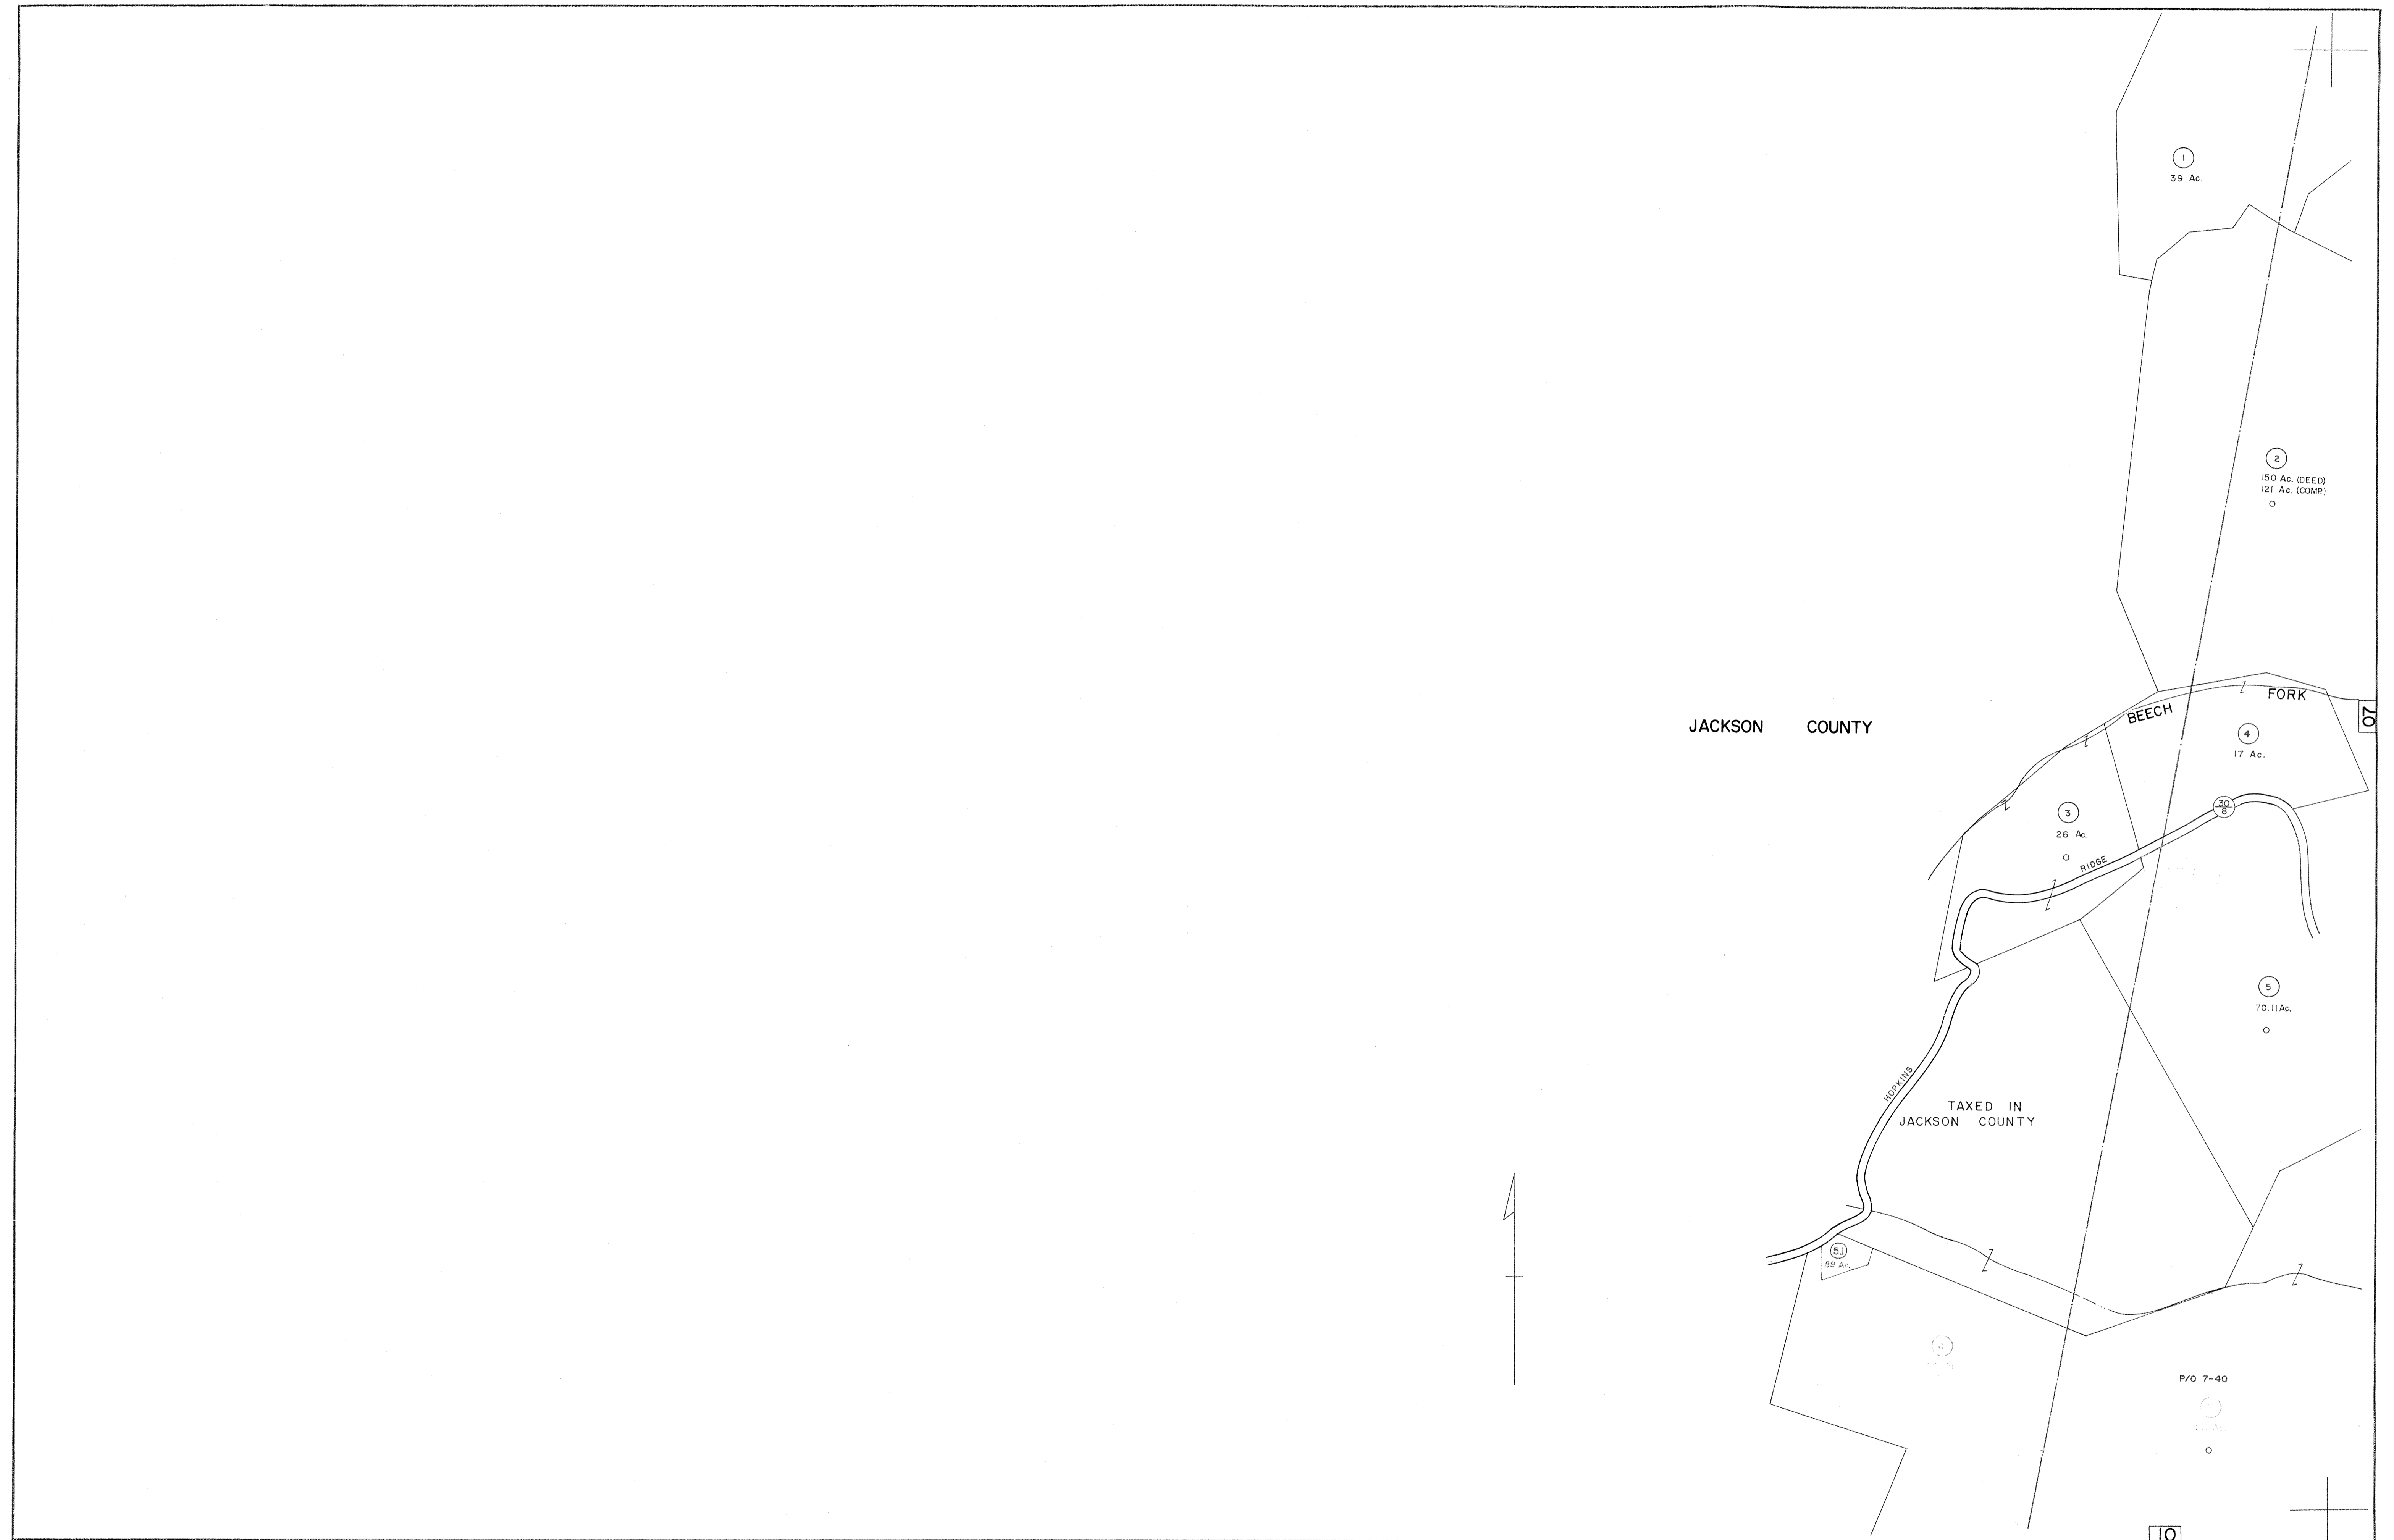 1
39 Ac.
2
150 Ac. (DEED)
121 Ac. (COMP.)
BEECH FORK
07
JACKSON COUNTY
4
17 Ac.
30
8
3
26 Ac.
RIDGE
5
70.11 Ac.
HOPKINS
TAXED IN
JACKSON COUNTY
5.1
.89 Ac.
P/O 7-40
10